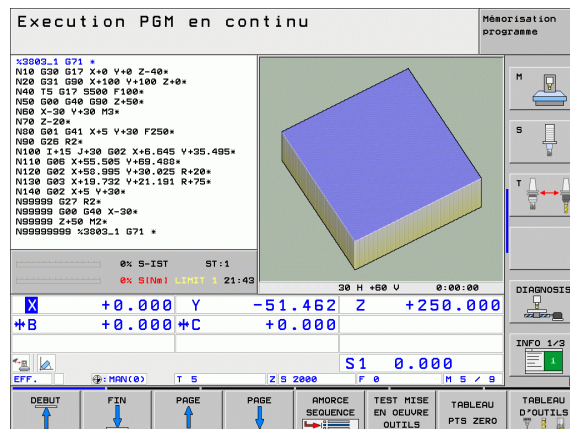 Execution PGM en continu
Mémorisation
programme
%3803_1 G71 *
N10 G30 G17 X+0 Y+0 Z-40*
N20 G31 G90 X+100 Y+100 Z+0*
N40 T5 G17 S500 F100*
N50 G00 G40 G90 Z+50*
N60 X-30 Y+30 M3*
N70 Z-20*
N80 G01 G41 X+5 Y+30 F250*
N90 G26 R2*
N100 I+15 J+30 G02 X+6.645 Y+35.495*
N110 G06 X+55.505 Y+69.488*
N120 G02 X+58.995 Y+30.025 R+20*
N130 G03 X+19.732 Y+21.191 R+75*
N140 G02 X+5 Y+30*
N99999 G27 R2*
N99999 G00 G40 X-30*
N99999 Z+50 M2*
N99999999 %3803_1 G71 *
0% S-IST ST:1
0% S[Nm] LIMIT 1 21:43
30 H +60 V 0:00:00
X +0.000 Y -51.462 Z +250.000
B +0.000 C +0.000
S1 0.000
EFF. MAN(0) T 5 Z S 2000 F 0 M 5 / 9
M
S
T
DIAGNOSIS
INFO 1/3
1
DEBUT
FIN
PAGE
PAGE
AMORCE
SEQUENCE
TEST MISE
EN OEUVRE
OUTILS
TABLEAU
PTS ZERO
TABLEAU
D'OUTILS